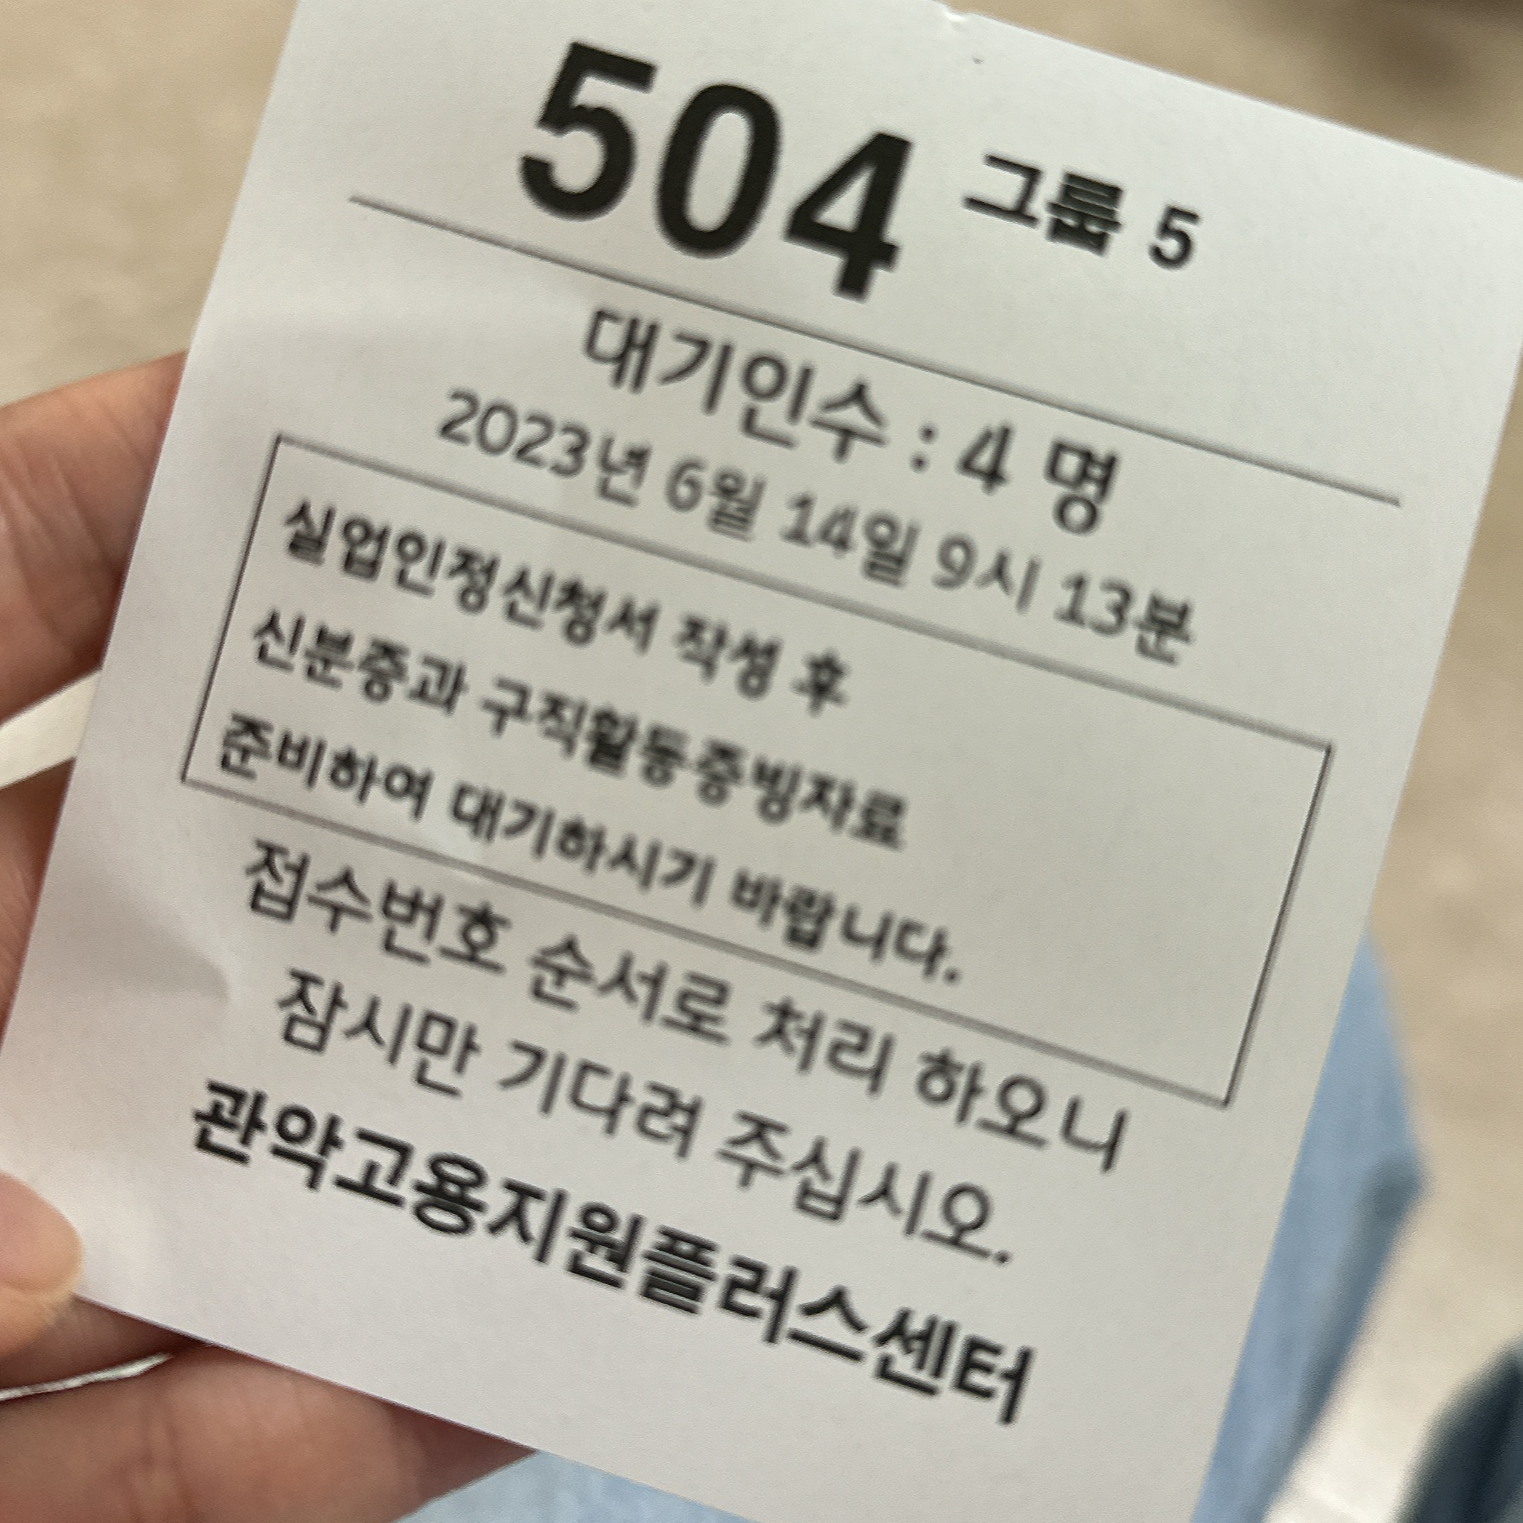 504 그룹 5
대기인수 : 4 명
2023년 6월 14일 9시 13분
실업인정신청서 작성 후
신분증과 구직활동증빙자료
준비하여 대기하시기 바랍니다.
접수번호 순서로 처리 하오니
잠시만 기다려 주십시오.
관악고용지원플러스센터